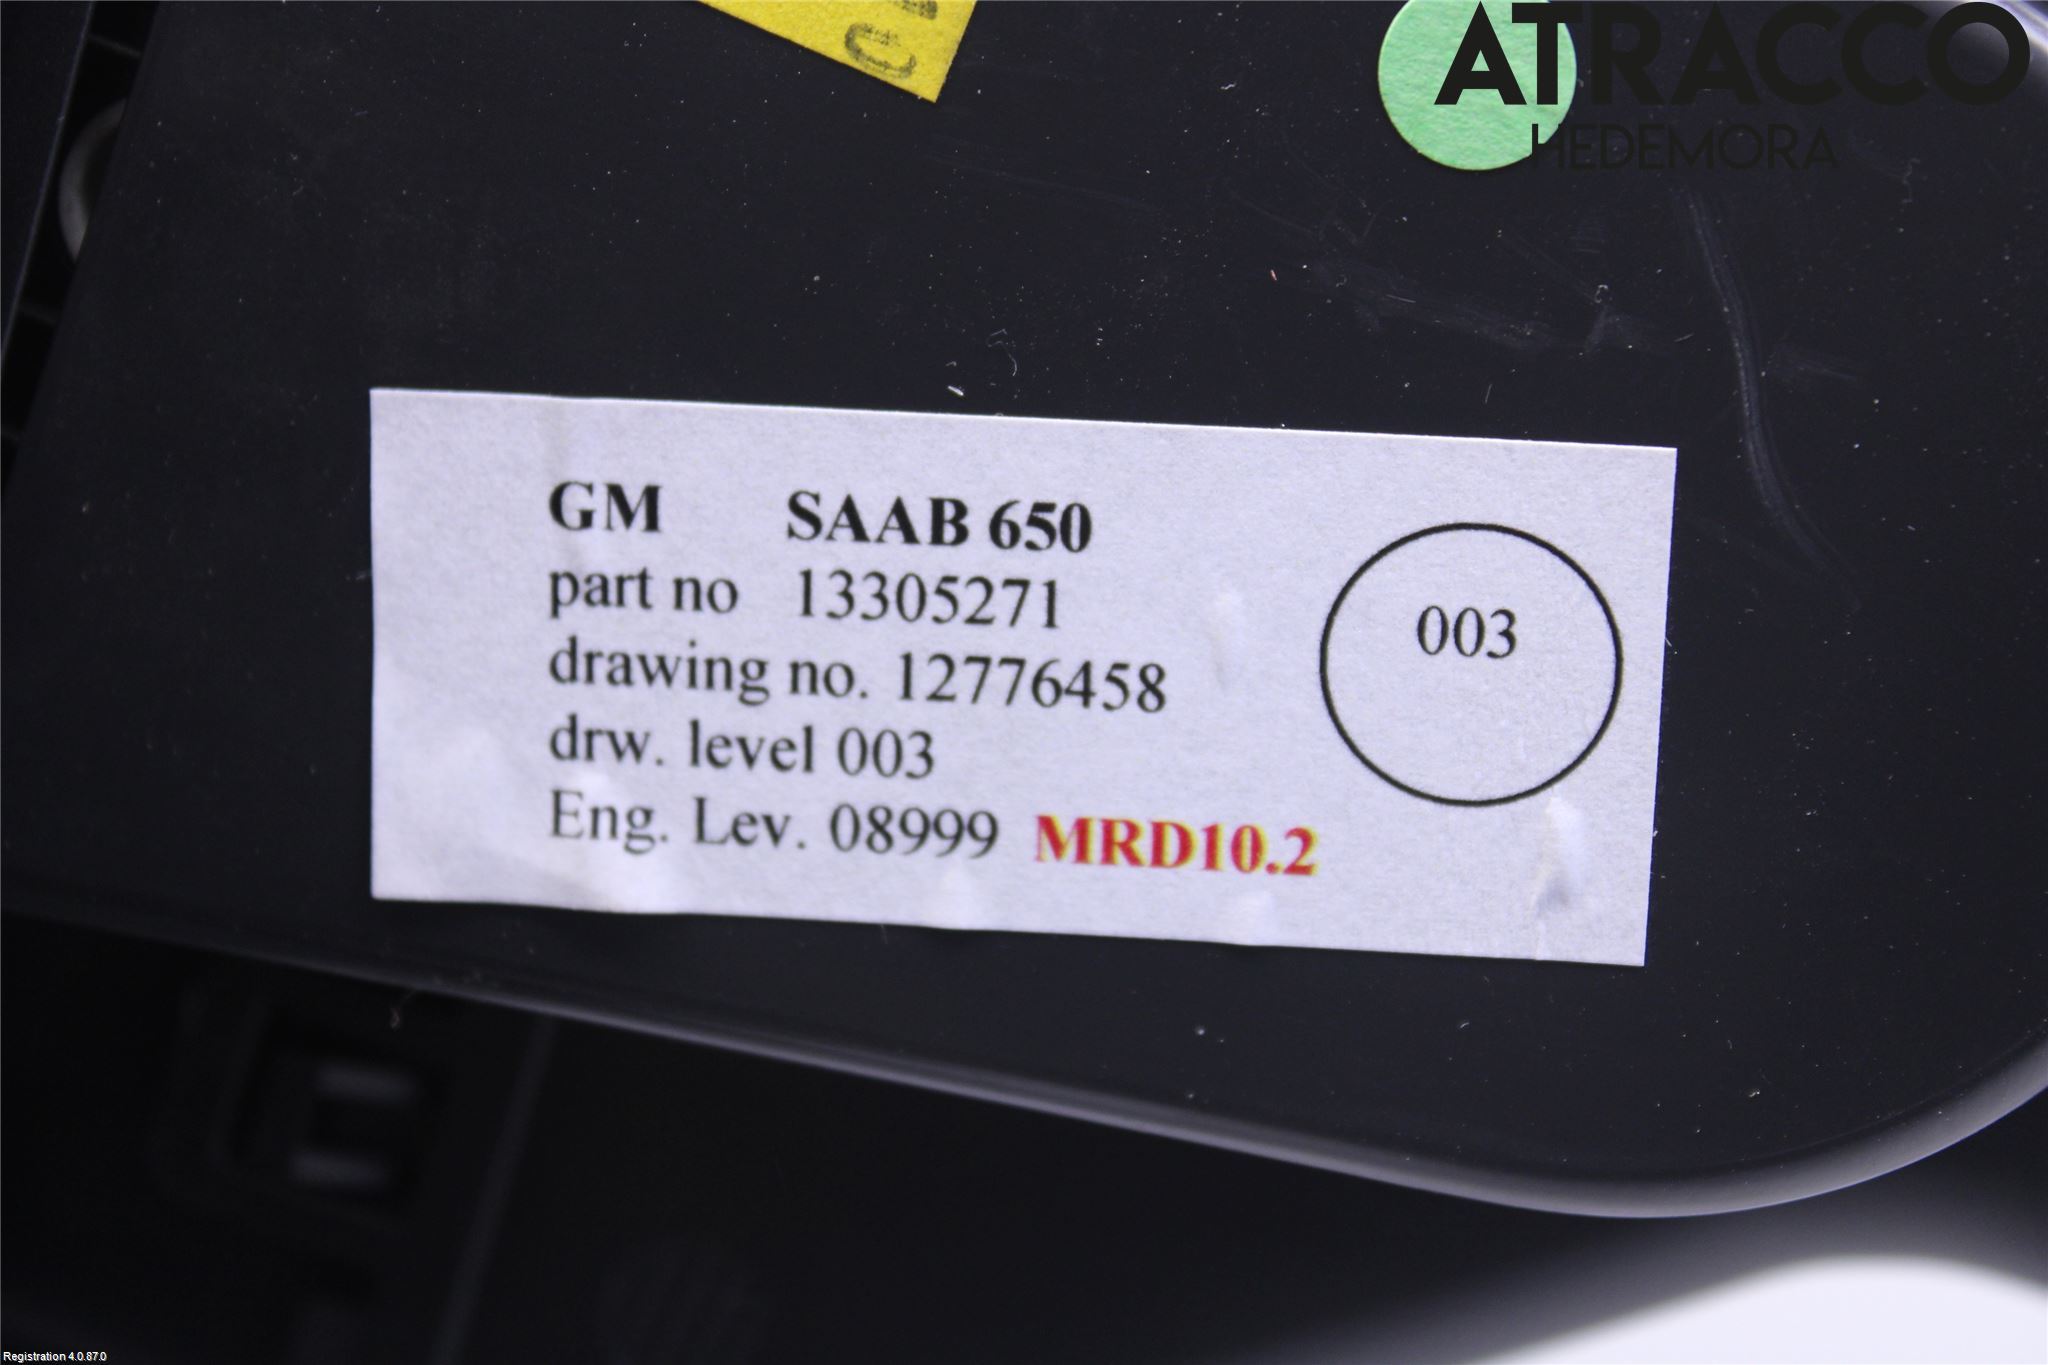 ATRACCO
HEDEMORA
GM SAAB 650
part no 13305271
drawing no. 12776458
drw. level 003
Eng. Lev. 08999 MRD10.2
003
Registration 4.0.87.0